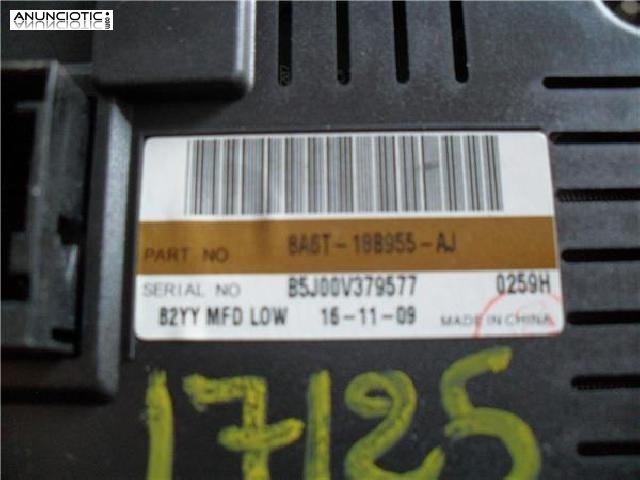 ANUNCIOTIC.com
PART NO 8A6T-18B955-AJ
SERIAL NO B5J00V379577 0259H
B2YY MFD LOW 16-11-09 MADE IN CHINA
17125